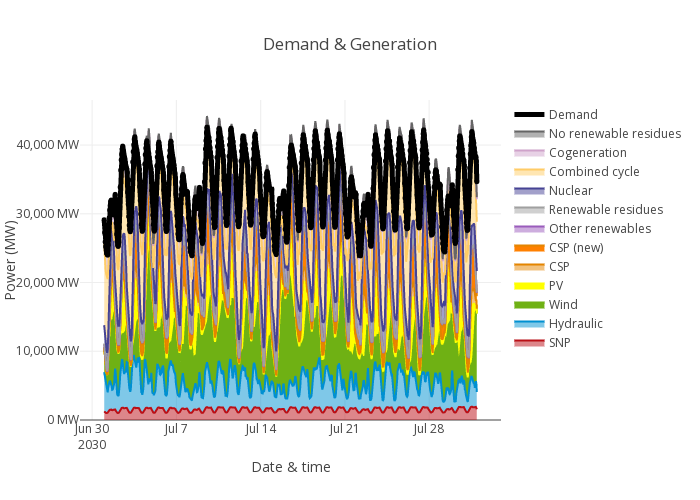 Demand & Generation
40,000 MW
30,000 MW
20,000 MW
10,000 MW
0 MW
Power (MW)
Jun 30
2030
Jul 7
Jul 14
Jul 21
Jul 28
Date & time
Demand
No renewable residues
Cogeneration
Combined cycle
Nuclear
Renewable residues
Other renewables
CSP (new)
CSP
PV
Wind
Hydraulic
SNP